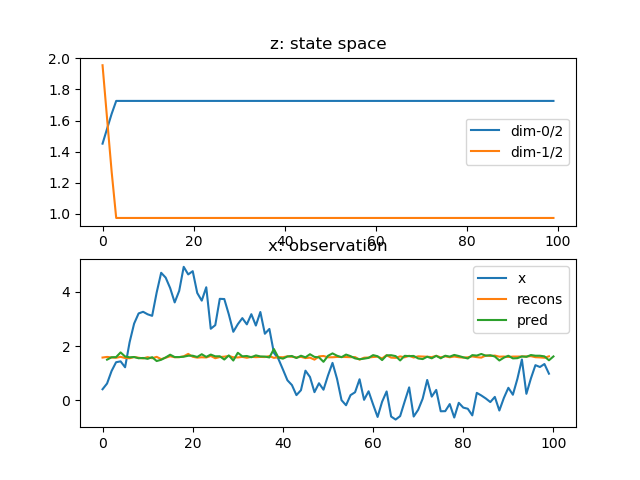 z: state space
2.0
1.8
1.6
1.4
1.2
1.0
dim-0/2
dim-1/2
0 20 40 60 80 100
x: observation
4
2
0
x
recons
pred
0 20 40 60 80 100